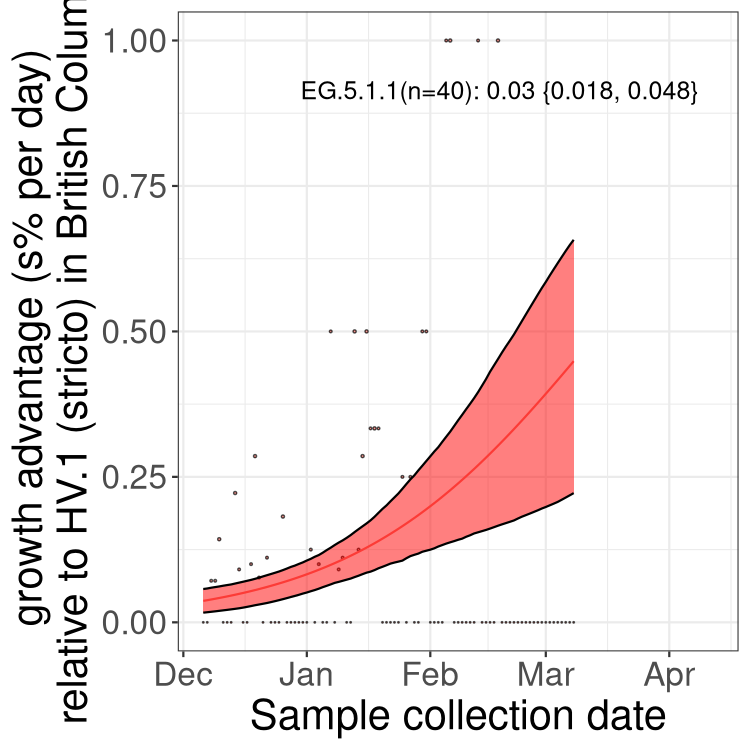 growth advantage (s% per day)
relative to HV.1 (stricto) in British Colum
1.00
0.75
0.50
0.25
0.00
EG.5.1.1(n=40): 0.03 {0.018, 0.048}
Dec Jan Feb Mar Apr
Sample collection date